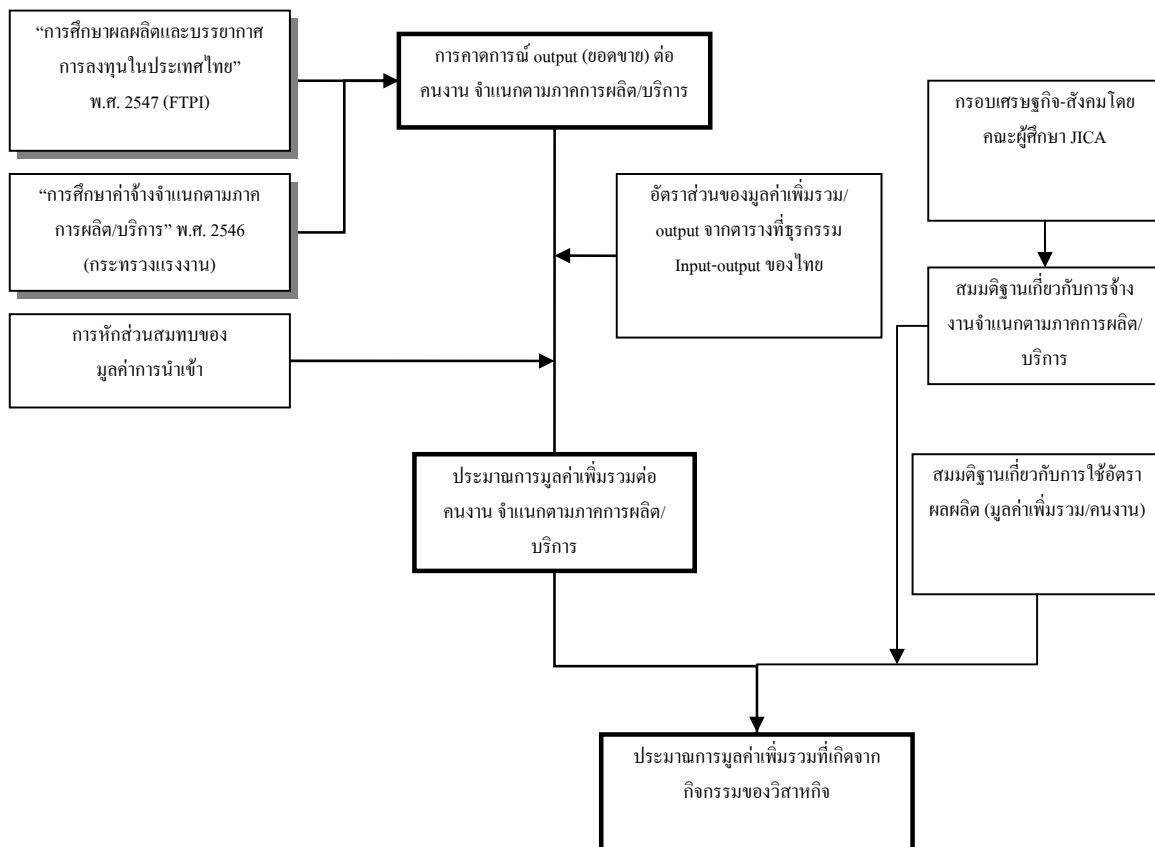 “การศึกษาผลผลิตและบรรยากาศ
การลงทุนในประเทศไทย”
พ.ศ. 2547 (FTPI)
การคาดการณ์ output (ยอดขาย) ต่อ
คนงาน จำแนกตามภาคการผลิต/บริการ
กรอบเศรษฐกิจ-สังคมโดย
คณะผู้ศึกษา JICA
“การศึกษาค่าจ้างจำแนกตามภาค
การผลิต/บริการ” พ.ศ. 2546
(กระทรวงแรงงาน)
อัตราส่วนของมูลค่าเพิ่มรวม/
output จากตารางที่ธุรกรรม
Input-output ของไทย
สมมติฐานเกี่ยวกับการจ้าง
งานจำแนกตามภาคการผลิต/
บริการ
การหักส่วนสมทบของ
มูลค่าการนำเข้า
ประมาณการมูลค่าเพิ่มรวมต่อ
คนงาน จำแนกตามภาคการผลิต/
บริการ
สมมติฐานเกี่ยวกับการใช้อัตรา
ผลผลิต (มูลค่าเพิ่มรวม/คนงาน)
ประมาณการมูลค่าเพิ่มรวมที่เกิดจาก
กิจกรรมของวิสาหกิจ